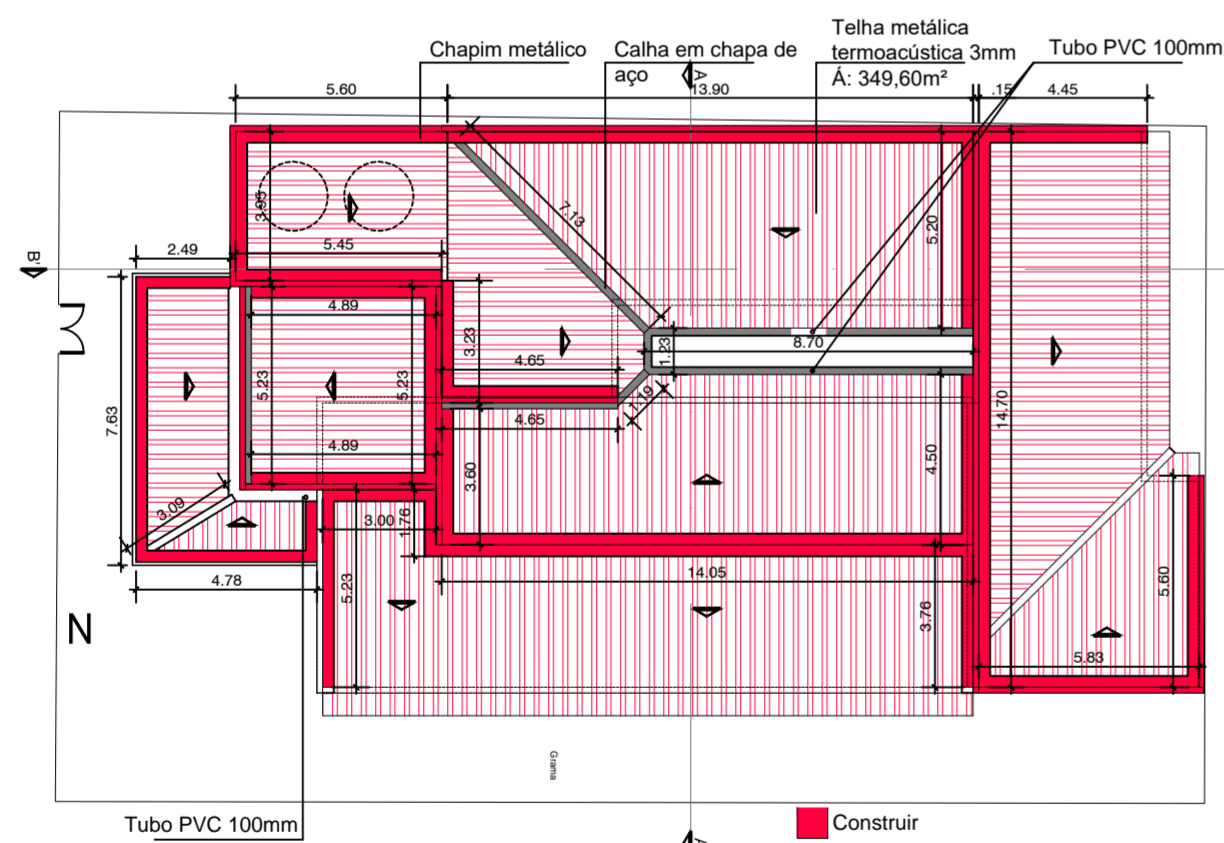 Chapim metálico
Calha em chapa de
aço
Telha metálica
termoacústica 3mm
Á: 349,60m²
Tubo PVC 100mm
A
5.60
13.90
.15
4.45
3.95
7.13
5.20
B'
2.49
5.45
4.89
3.23
4.65
1.23
8.70
5.23
5.23
7.63
1.19
14.70
4.89
4.65
3.60
4.50
3.09
3.00
1.76
4.78
5.23
14.05
3.76
5.60
5.83
N
Grama
Tubo PVC 100mm
Construir